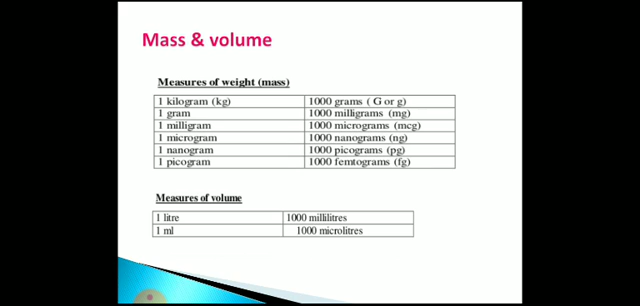 Mass & volume
Measures of weight (mass)
1 kilogram (kg) 1000 grams ( G or g)
1 gram 1000 milligrams (mg)
1 milligram 1000 micrograms (mcg)
1 microgram 1000 nanograms (ng)
1 nanogram 1000 picograms (pg)
1 picogram 1000 femtograms (fg)
Measures of volume
1 litre 1000 millilitres
1 ml 1000 microlitres